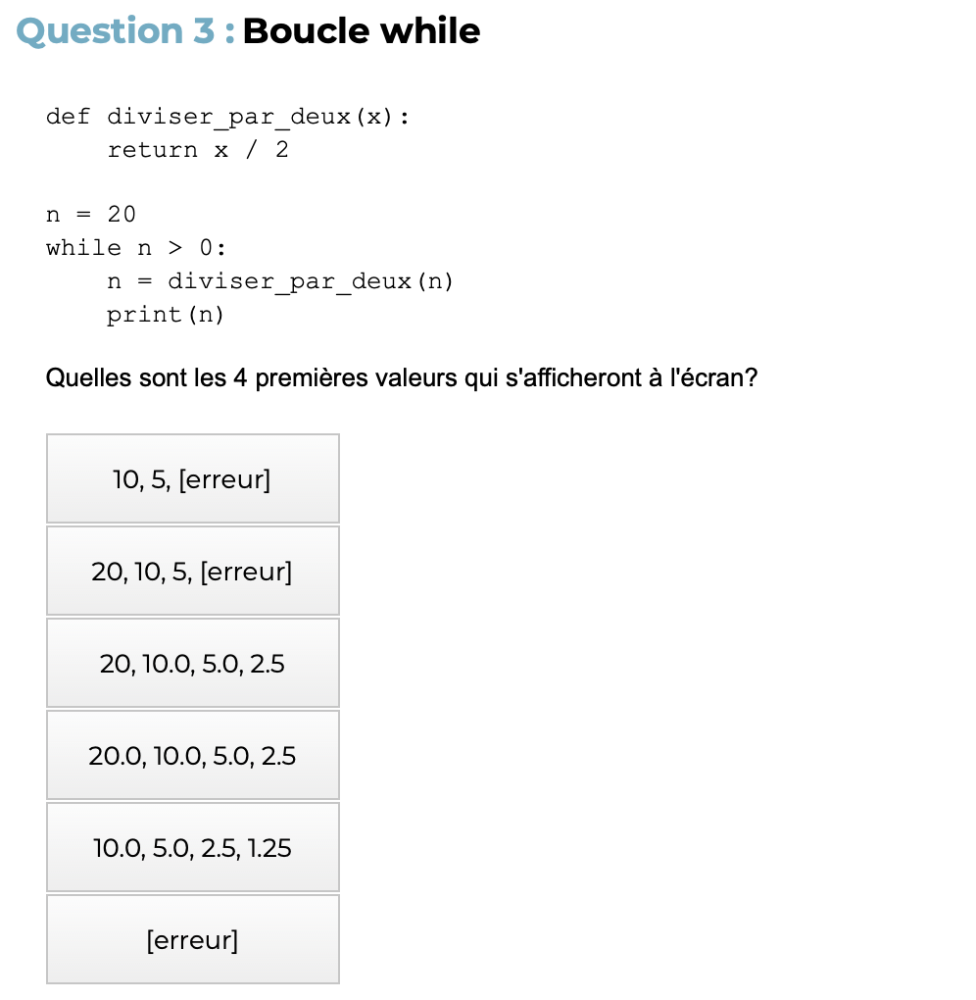 Question 3 : Boucle while
def diviser_par_deux(x):
    return x / 2
n = 20
while n > 0:
    n = diviser_par_deux(n)
    print(n)
Quelles sont les 4 premières valeurs qui s'afficheront à l'écran?
10, 5, [erreur]
20, 10, 5, [erreur]
20, 10.0, 5.0, 2.5
20.0, 10.0, 5.0, 2.5
10.0, 5.0, 2.5, 1.25
[erreur]